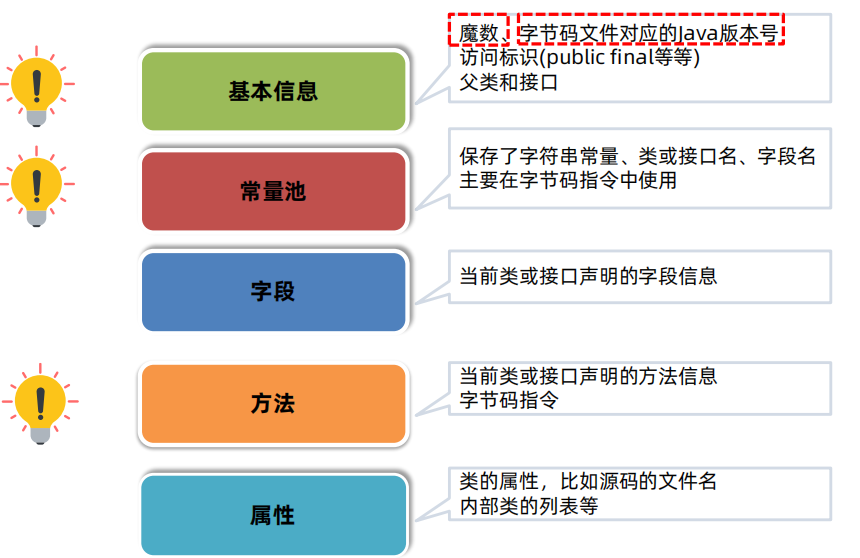 基本信息
魔数、字节码文件对应的Java版本号
访问标识(public final等等)
父类和接口
常量池
保存了字符串常量、类或接口名、字段名
主要在字节码指令中使用
字段
当前类或接口声明的字段信息
方法
当前类或接口声明的方法信息
字节码指令
属性
类的属性，比如源码的文件名
内部类的列表等